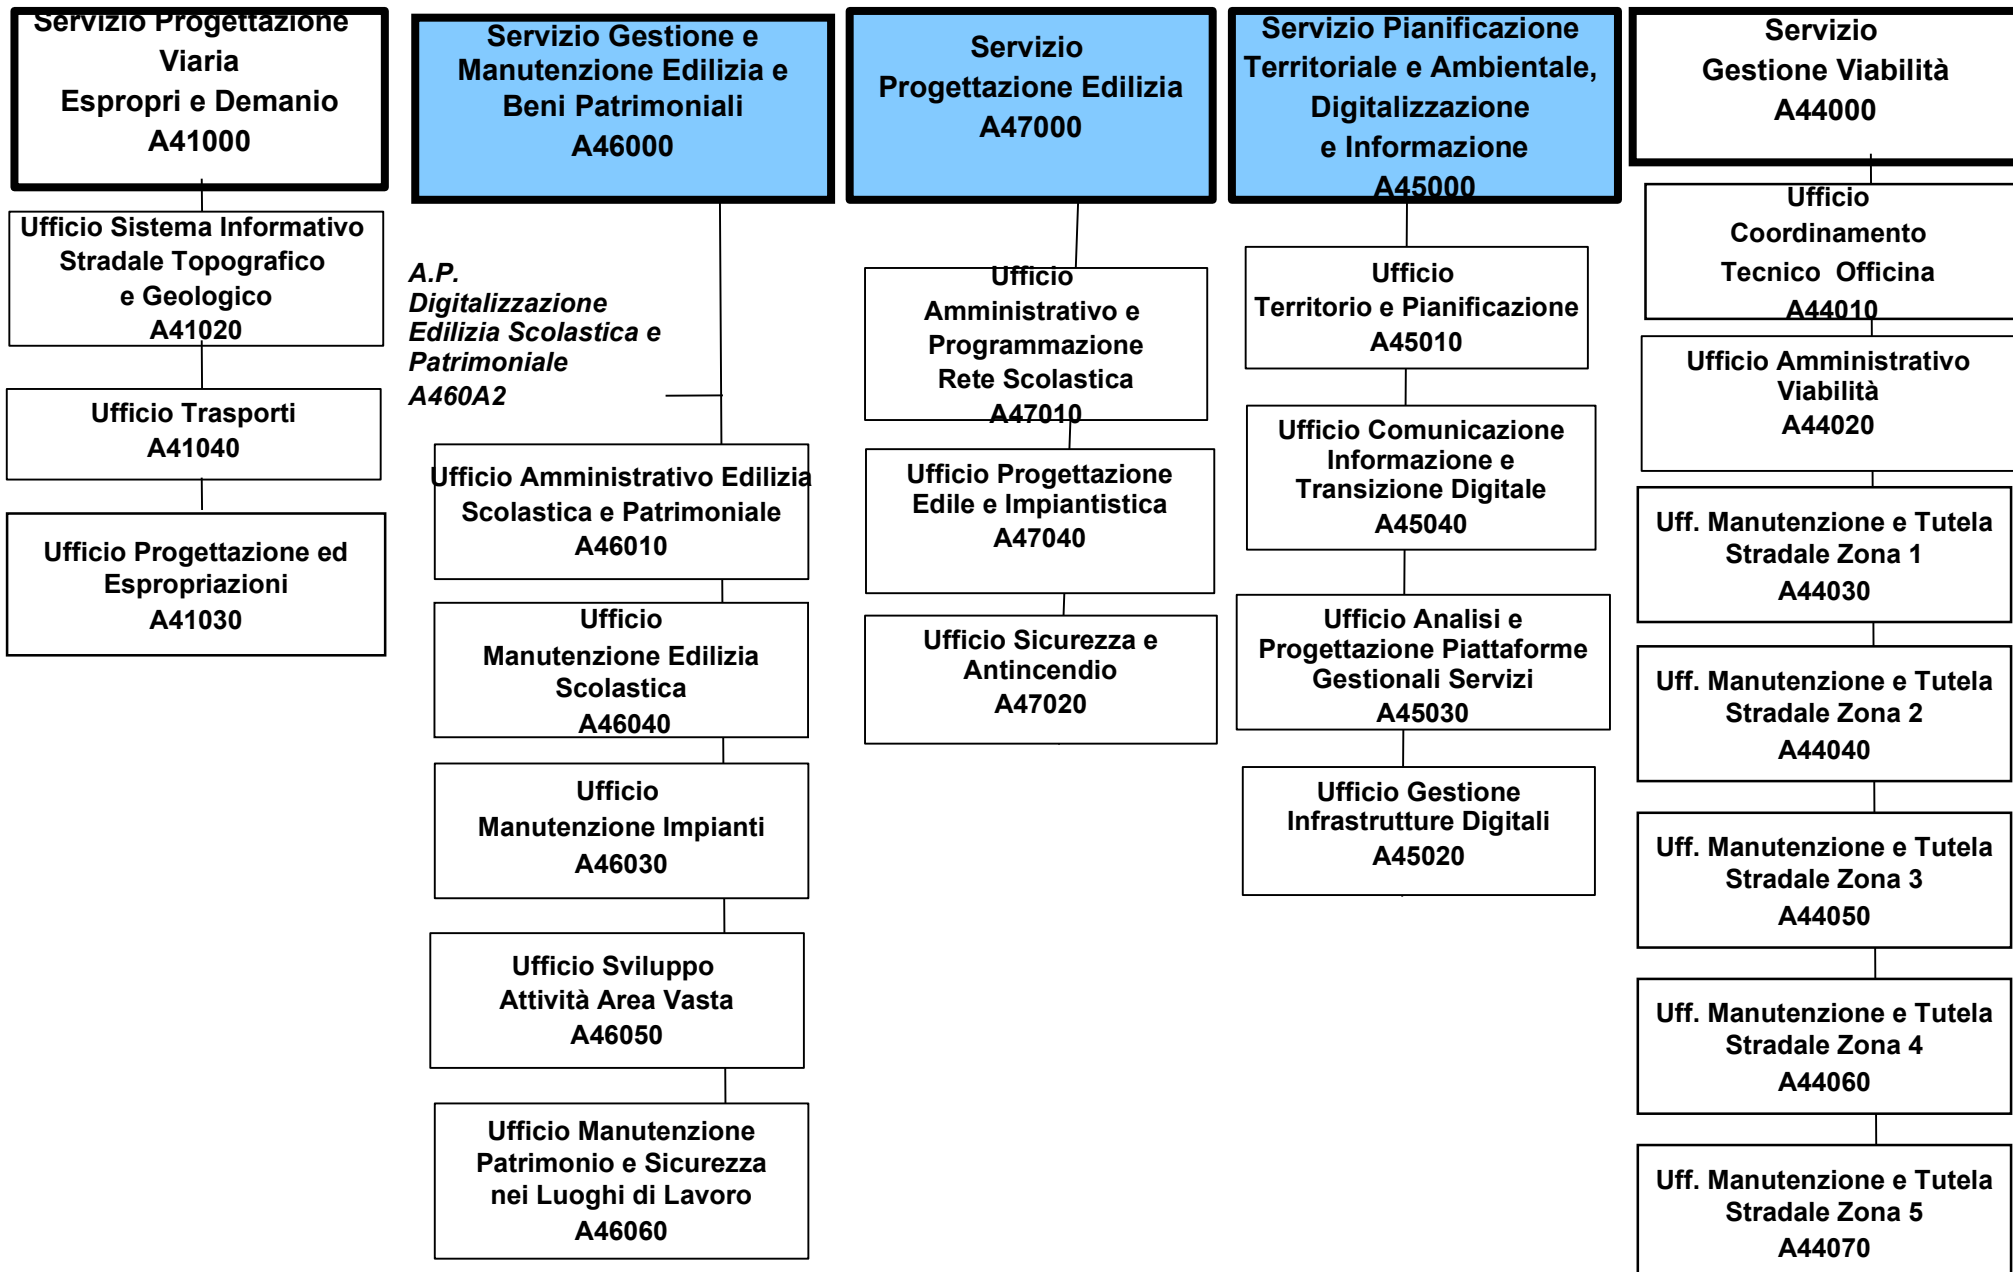 Servizio Progettazione
Viaria
Espropri e Demanio
A41000
Ufficio Sistema Informativo
Stradale Topografico
e Geologico
A41020
Ufficio Trasporti
A41040
Ufficio Progettazione ed
Espropriazioni
A41030
Servizio Gestione e
Manutenzione Edilizia e
Beni Patrimoniali
A46000
A.P.
Digitalizzazione
Edilizia Scolastica e
Patrimoniale
A460A2
Ufficio Amministrativo Edilizia
Scolastica e Patrimoniale
A46010
Ufficio
Manutenzione Edilizia
Scolastica
A46040
Ufficio
Manutenzione Impianti
A46030
Ufficio Sviluppo
Attività Area Vasta
A46050
Ufficio Manutenzione
Patrimonio e Sicurezza
nei Luoghi di Lavoro
A46060
Servizio
Progettazione Edilizia
A47000
Ufficio
Amministrativo e
Programmazione
Rete Scolastica
A47010
Ufficio Progettazione
Edile e Impiantistica
A47040
Ufficio Sicurezza e
Antincendio
A47020
Servizio Pianificazione
Territoriale e Ambientale,
Digitalizzazione
e Informazione
A45000
Ufficio
Territorio e Pianificazione
A45010
Ufficio Comunicazione
Informazione e
Transizione Digitale
A45040
Ufficio Analisi e
Progettazione Piattaforme
Gestionali Servizi
A45030
Ufficio Gestione
Infrastrutture Digitali
A45020
Servizio
Gestione Viabilità
A44000
Ufficio
Coordinamento
Tecnico Officina
A44010
Ufficio Amministrativo
Viabilità
A44020
Uff. Manutenzione e Tutela
Stradale Zona 1
A44030
Uff. Manutenzione e Tutela
Stradale Zona 2
A44040
Uff. Manutenzione e Tutela
Stradale Zona 3
A44050
Uff. Manutenzione e Tutela
Stradale Zona 4
A44060
Uff. Manutenzione e Tutela
Stradale Zona 5
A44070